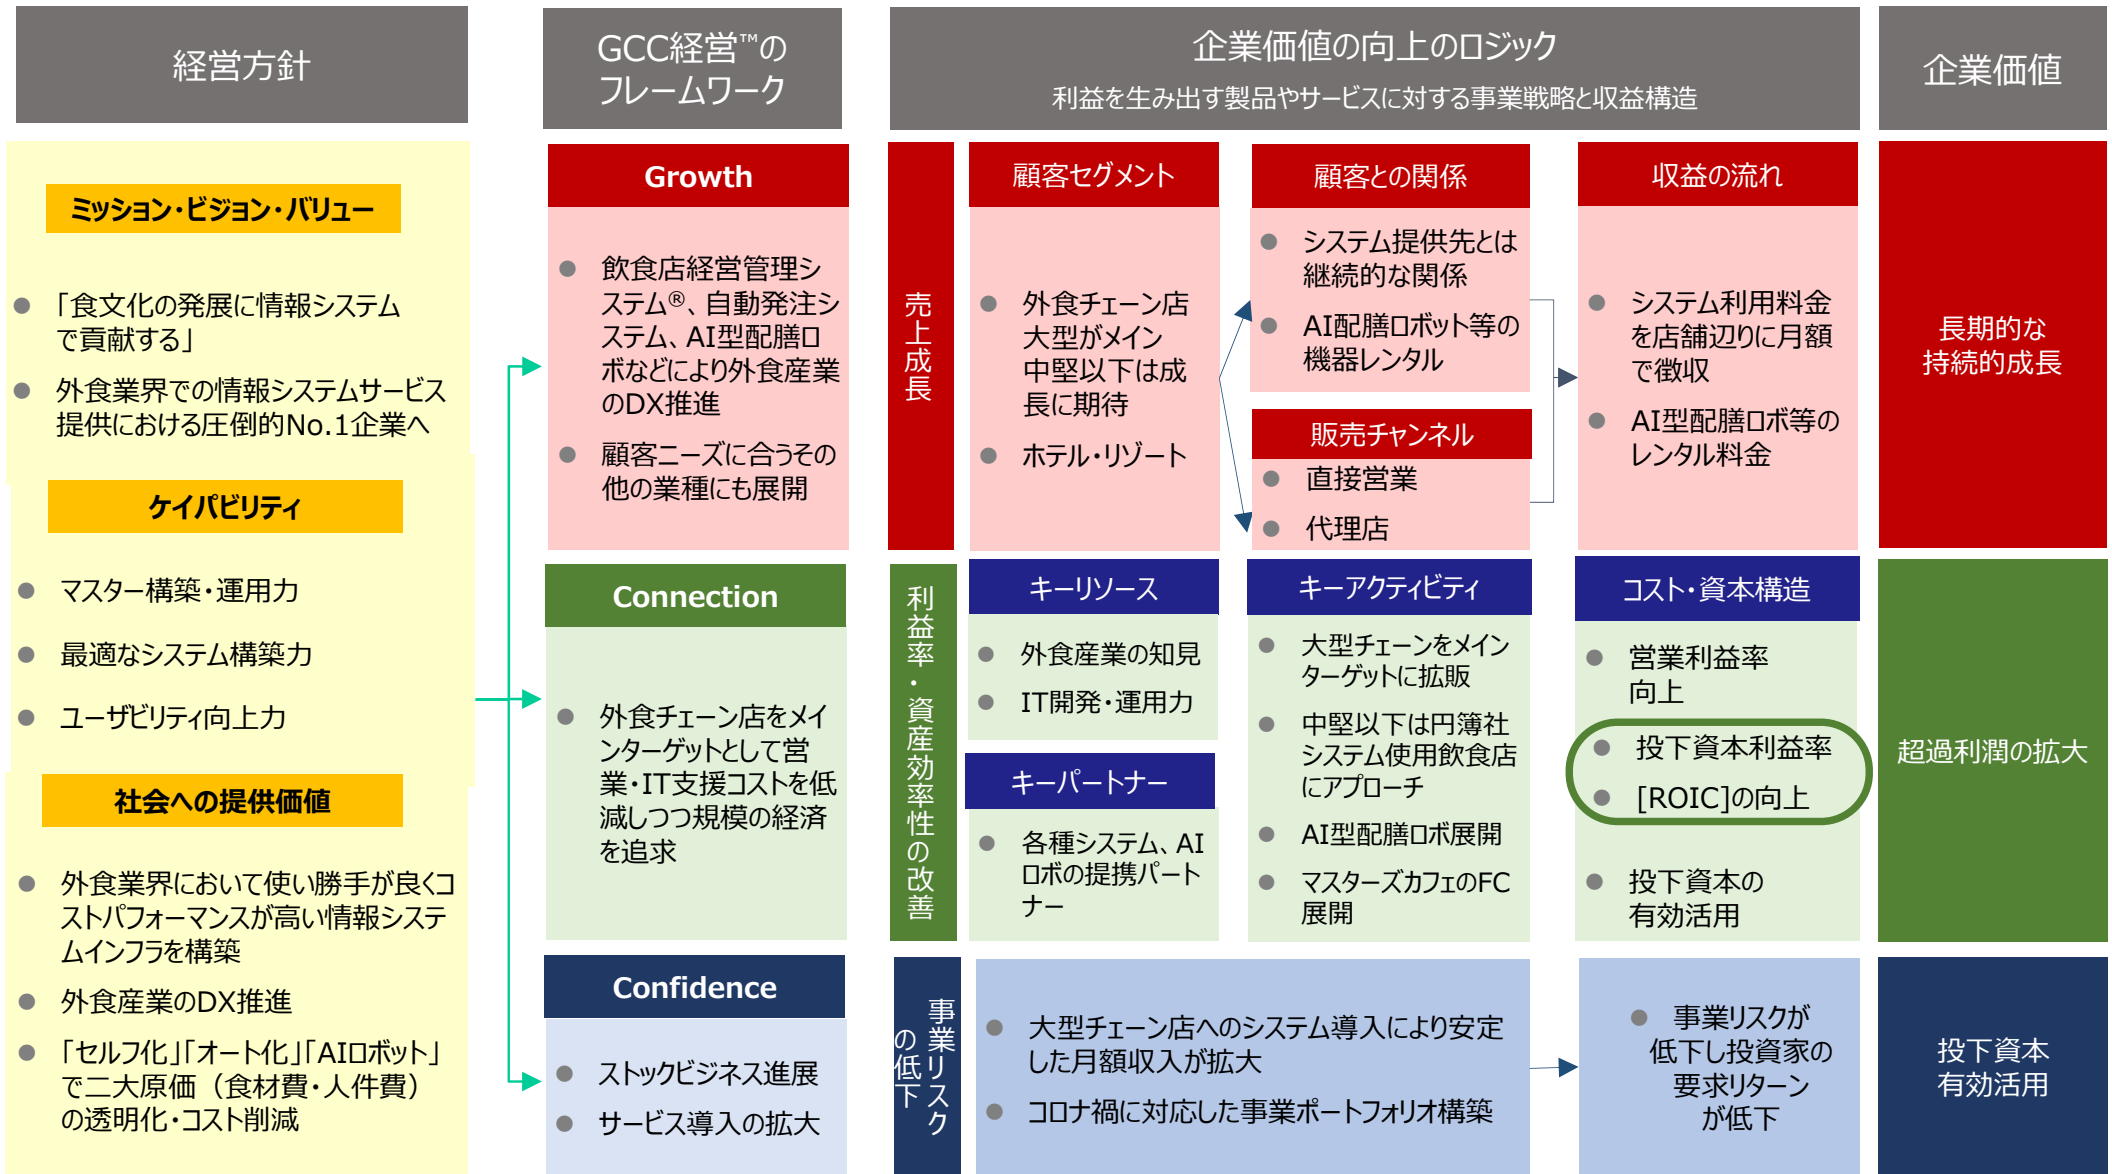 経営方針
GCC経営™の
フレームワーク
企業価値の向上のロジック
利益を生み出す製品やサービスに対する事業戦略と収益構造
企業価値
ミッション・ビジョン・バリュー
● 「食文化の発展に情報システム
で貢献する」
● 外食業界での情報システムサービス
提供における圧倒的No.1企業へ
ケイパビリティ
● マスター構築・運用力
● 最適なシステム構築力
● ユーザビリティ向上力
社会への提供価値
● 外食業界において使い勝手が良くコ
ストパフォーマンスが高い情報システ
ムインフラを構築
● 外食産業のDX推進
● 「セルフ化」「オート化」「AIロボット」
で二大原価（食材費・人件費）
の透明化・コスト削減
Growth
● 飲食店経営管理シ
ステム®、自動発注シ
ステム、AI型配膳ロ
ボなどにより外食産業
のDX推進
● 顧客ニーズに合うその
他の業種にも展開
売上成長
顧客セグメント
● 外食チェーン店
大型がメイン
中堅以下は成
長に期待
● ホテル・リゾート
顧客との関係
● システム提供先とは
継続的な関係
● AI配膳ロボット等の
機器レンタル
販売チャンネル
● 直接営業
● 代理店
収益の流れ
● システム利用料金
を店舗辺りに月額
で徴収
● AI型配膳ロボ等の
レンタル料金
長期的な
持続的成長
Connection
● 外食チェーン店をメイ
ンターゲットとして営
業・IT支援コストを低
減しつつ規模の経済
を追求
利益率・資産効率性の改善
キーリソース
● 外食産業の知見
● IT開発・運用力
キーパートナー
● 各種システム、AI
ロボの提携パート
ナー
キーアクティビティ
● 大型チェーンをメイン
ターゲットに拡販
● 中堅以下は円簿社
システム使用飲食店
にアプローチ
● AI型配膳ロボ展開
● マスターズカフェのFC
展開
コスト・資本構造
● 営業利益率
向上
● 投下資本利益率
● [ROIC]の向上
● 投下資本の
有効活用
超過利潤の拡大
Confidence
● ストックビジネス進展
● サービス導入の拡大
事業リスク
の低下
● 大型チェーン店へのシステム導入により安定
した月額収入が拡大
● コロナ禍に対応した事業ポートフォリオ構築
● 事業リスクが
低下し投資家の
要求リターン
が低下
投下資本
有効活用